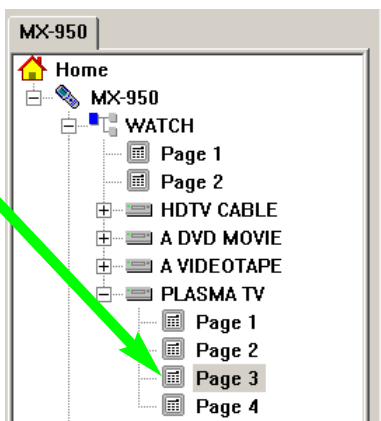 MX-950
Home
MX-950
WATCH
Page 1
Page 2
HDTV CABLE
A DVD MOVIE
A VIDEOTAPE
PLASMA TV
Page 1
Page 2
Page 3
Page 4